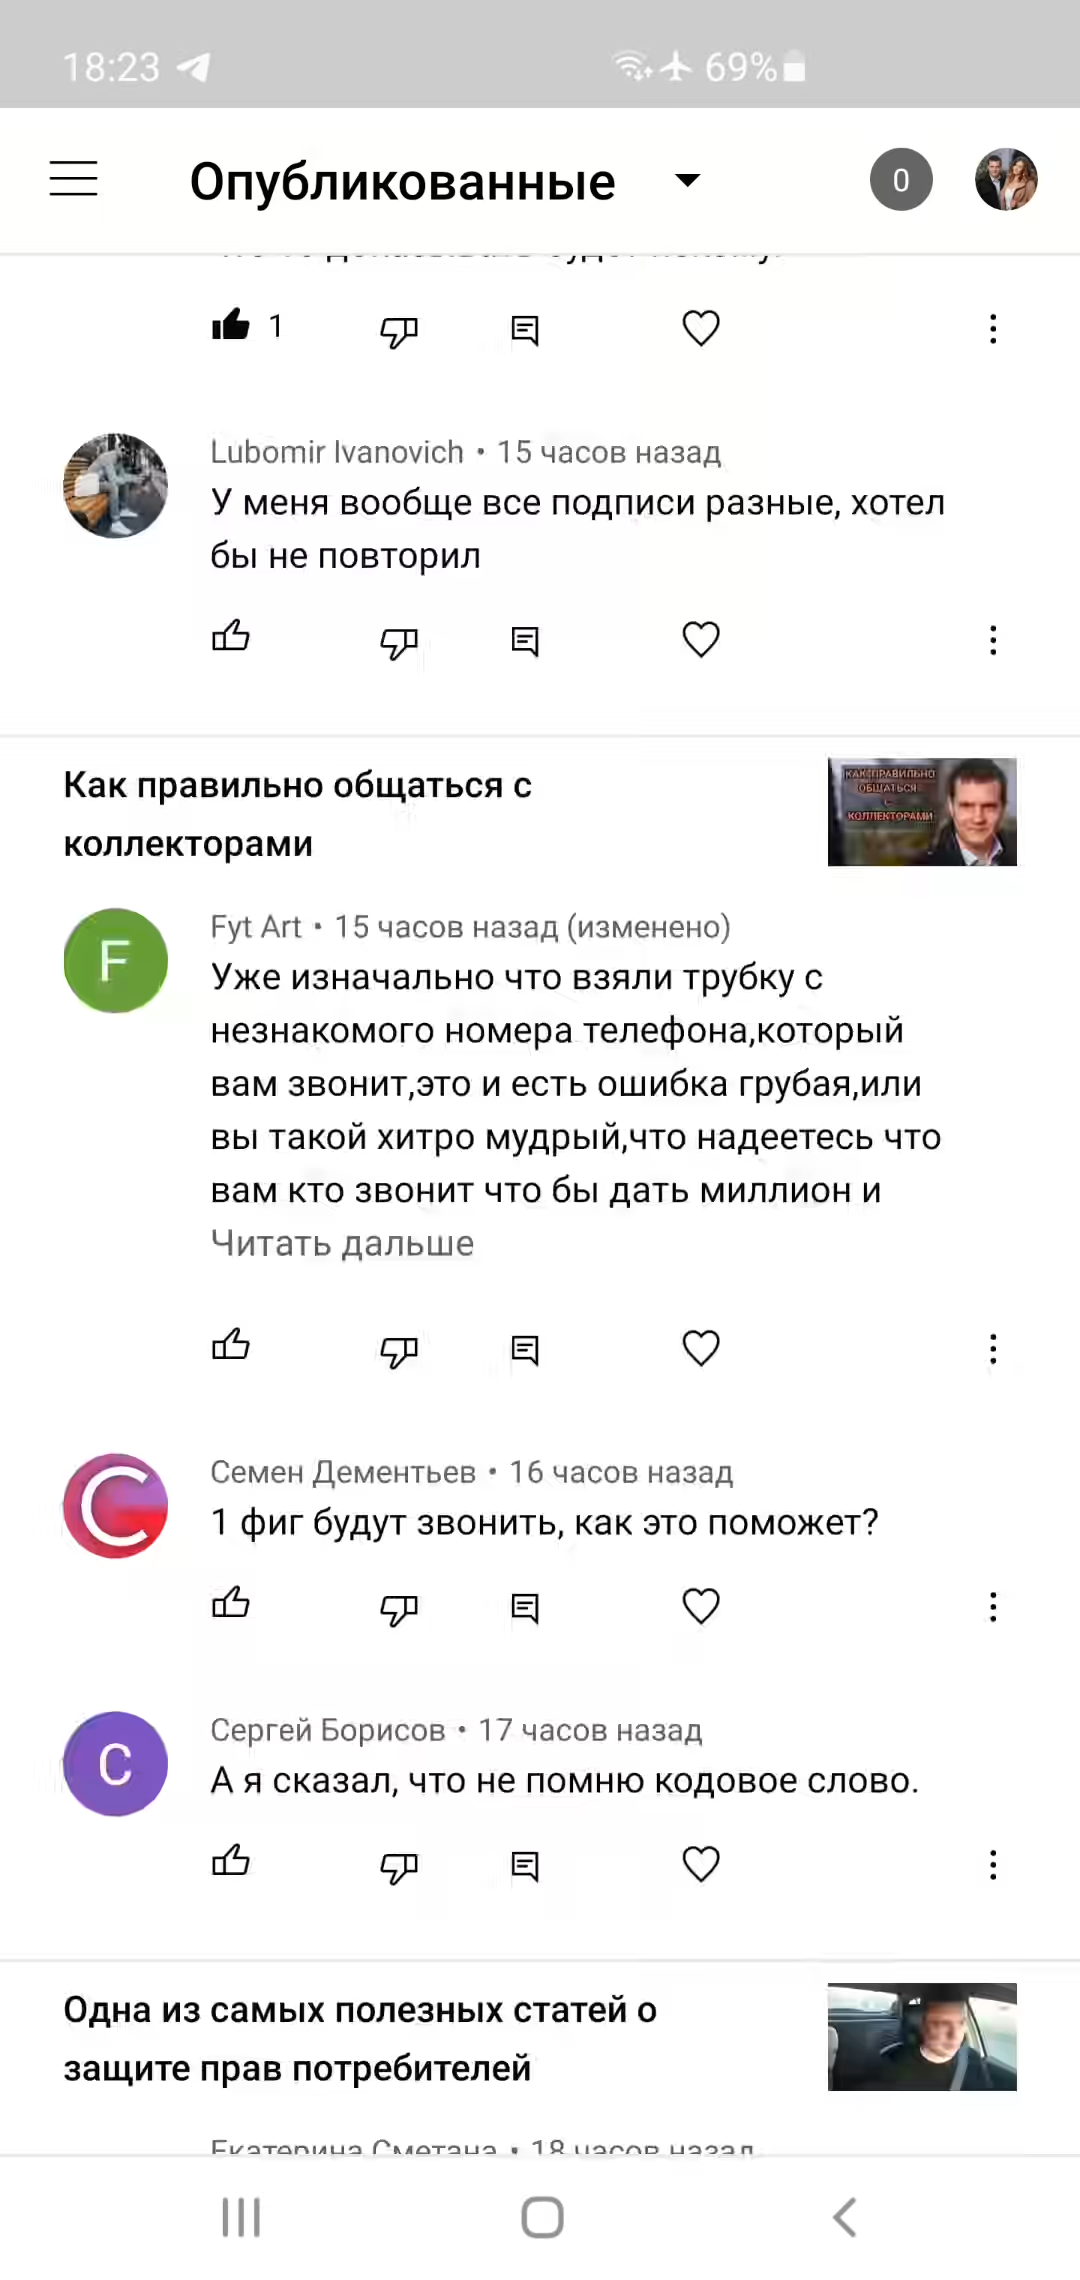 18:23
69%
Опубликованные
0
1
Lubomir Ivanovich • 15 часов назад
У меня вообще все подписи разные, хотел
бы не повторил
Как правильно общаться с
коллекторами
КАК ПРАВИЛЬНО
ОБЩАТЬСЯ
С
КОЛЛЕКТОРАМИ
Fyt Art • 15 часов назад (изменено)
Уже изначально что взяли трубку с
незнакомого номера телефона,который
вам звонит,это и есть ошибка грубая,или
вы такой хитро мудрый,что надеетесь что
вам кто звонит что бы дать миллион и
Читать дальше
Семен Дементьев • 16 часов назад
1 фиг будут звонить, как это поможет?
Сергей Борисов • 17 часов назад
А я сказал, что не помню кодовое слово.
Одна из самых полезных статей о
защите прав потребителей
Екатерина Сметана • 18 часов назад